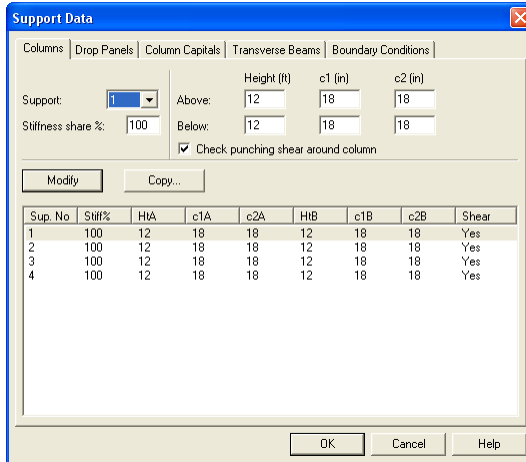 Support Data
Columns Drop Panels Column Capitals Transverse Beams Boundary Conditions
Height (ft) c1 (in) c2 (in)
Support: 1 Above: 12 18 18
Stiffness share %: 100 Below: 12 18 18
Check punching shear around column
Modify Copy...
Sup. No Stiff% HtA c1A c2A HtB c1B c2B Shear
1 100 12 18 18 12 18 18 Yes
2 100 12 18 18 12 18 18 Yes
3 100 12 18 18 12 18 18 Yes
4 100 12 18 18 12 18 18 Yes
OK Cancel Help